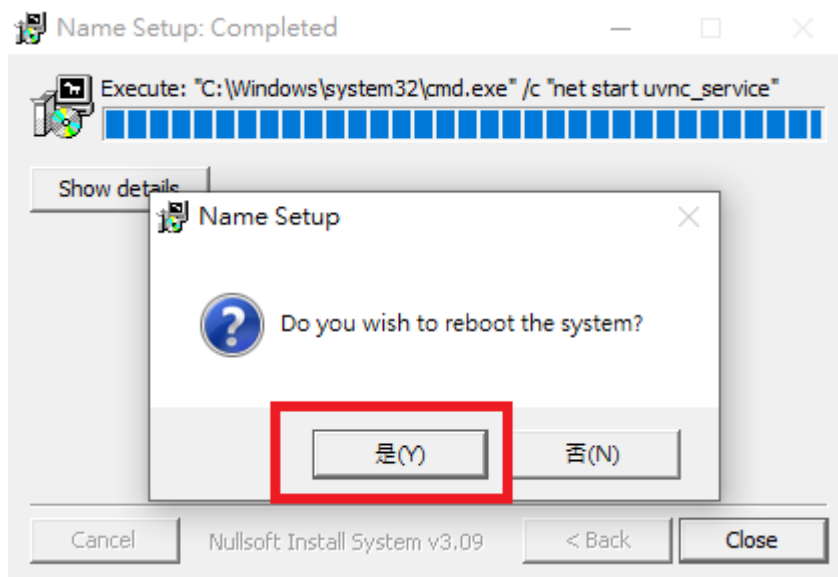 Name Setup: Completed
Execute: "C:\Windows\system32\cmd.exe" /c "net start uvnc_service"
Show details
Name Setup
Do you wish to reboot the system?
是(Y) 否(N)
Cancel Nullsoft Install System v3.09 < Back Close